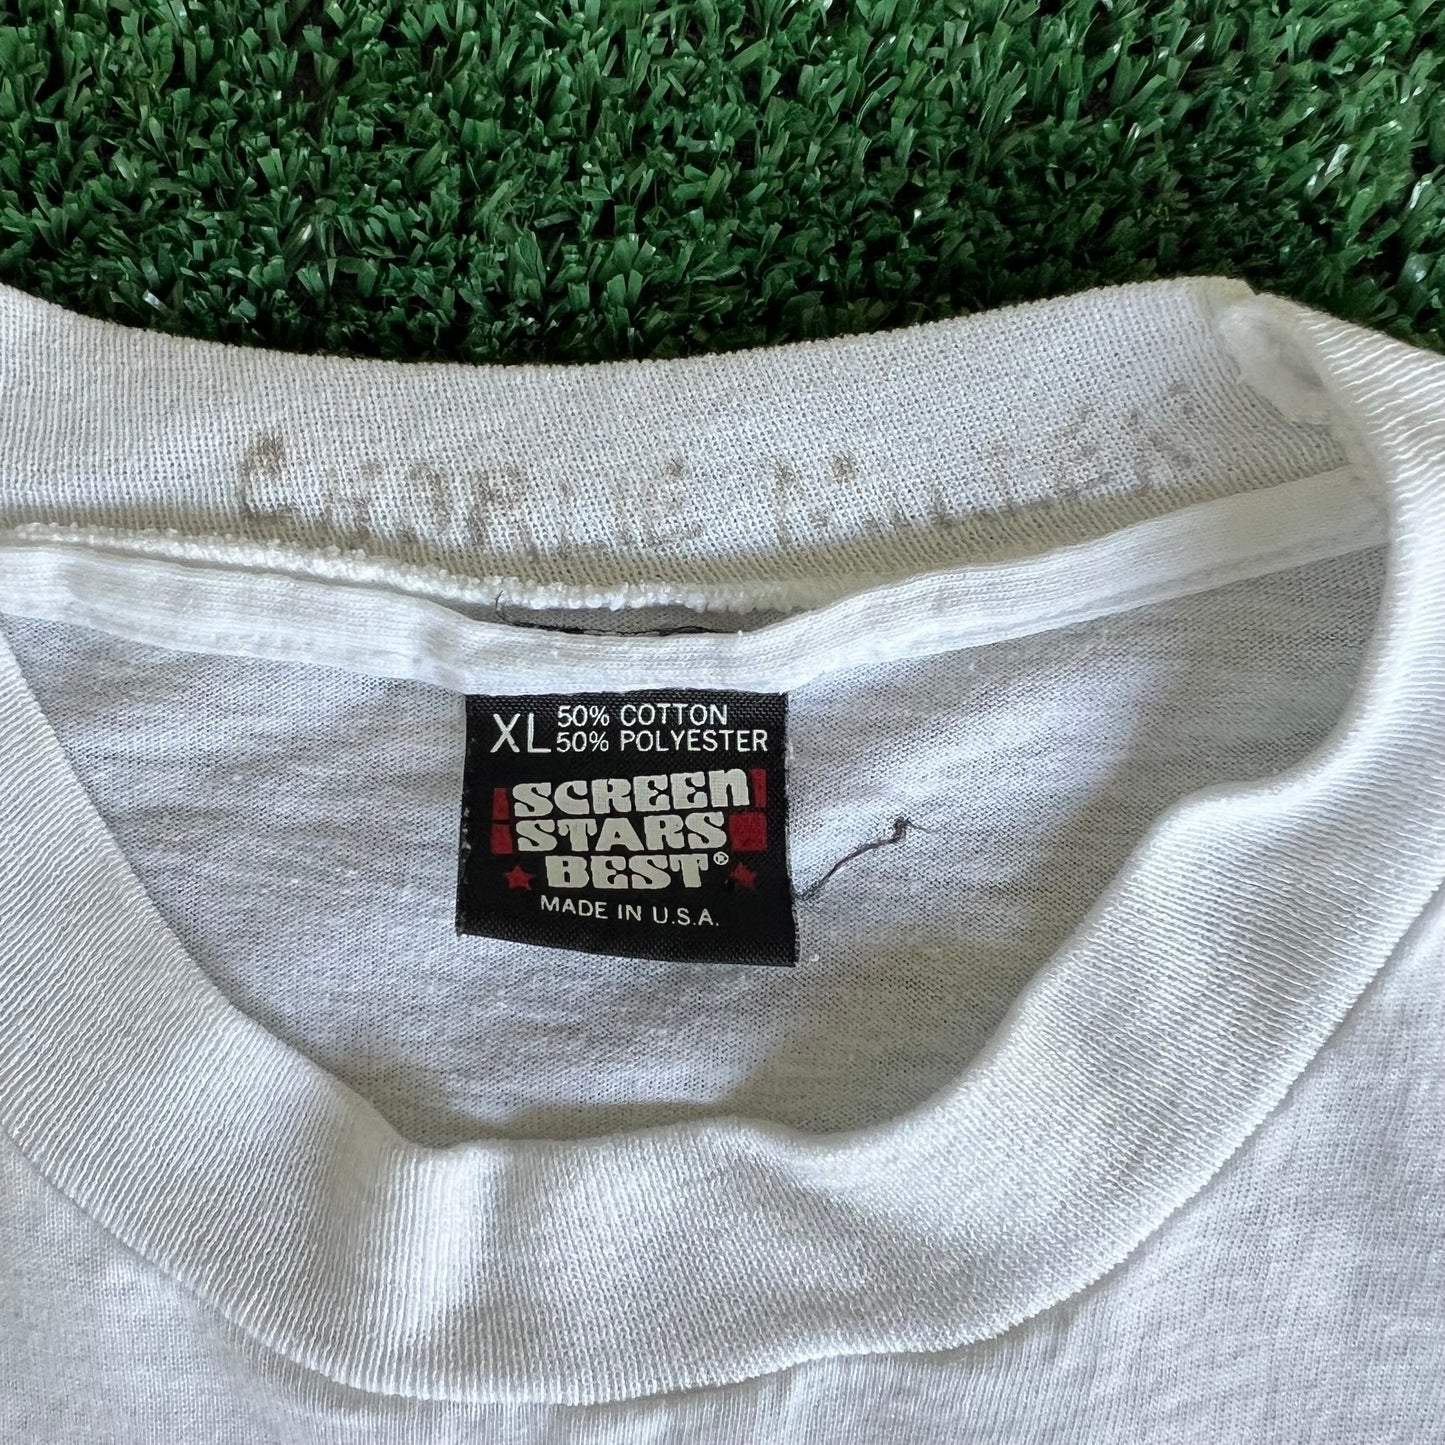 XL 50% COTTON
50% POLYESTER
SCREEN
STARS
BEST®
MADE IN U.S.A.